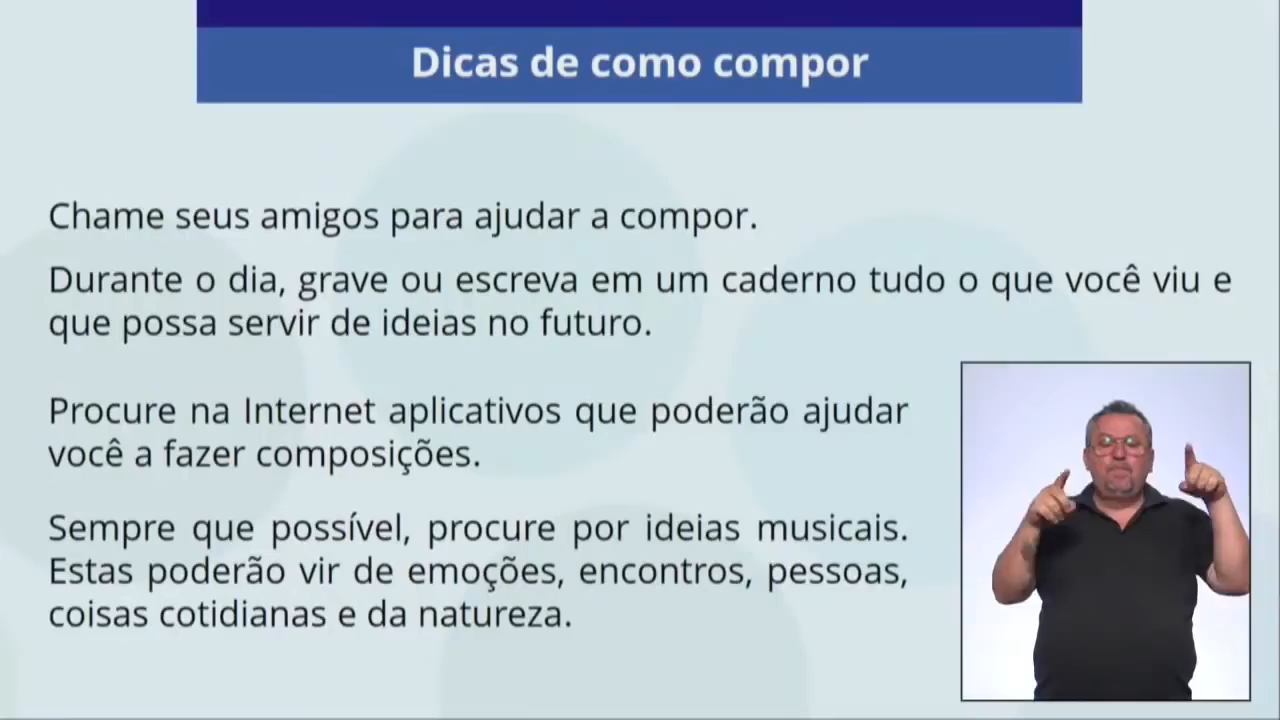 Dicas de como compor
Chame seus amigos para ajudar a compor.
Durante o dia, grave ou escreva em um caderno tudo o que você viu e
que possa servir de ideias no futuro.
Procure na Internet aplicativos que poderão ajudar
você a fazer composições.
Sempre que possível, procure por ideias musicais.
Estas poderão vir de emoções, encontros, pessoas,
coisas cotidianas e da natureza.